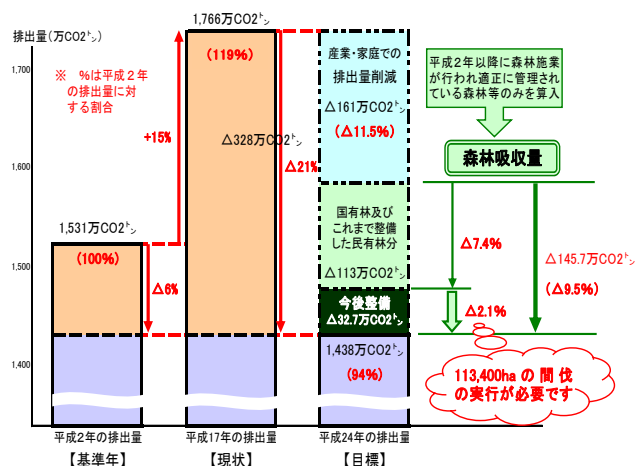 排出量(万CO2㌧)
1,700
1,600
1,500
1,400
※ %は平成2年
の排出量に対
する割合
1,531万CO2㌧
(100%)
△6%
+15%
1,766万CO2㌧
(119%)
△328万CO2㌧
△21%
産業・家庭での
排出量削減
△161万CO2㌧
(△11.5%)
国有林及び
これまで整備
した民有林分
△113万CO2㌧
今後整備
△32.7万CO2㌧
1,438万CO2㌧
(94%)
平成2年以降に森林施業
が行われ適正に管理され
ている森林等のみを算入
森林吸収量
△7.4%
△2.1%
△145.7万CO2㌧
(△9.5%)
113,400ha の 間 伐
の実行が必要です
平成2年の排出量
【基準年】
平成17年の排出量
【現状】
平成24年の排出量
【目標】